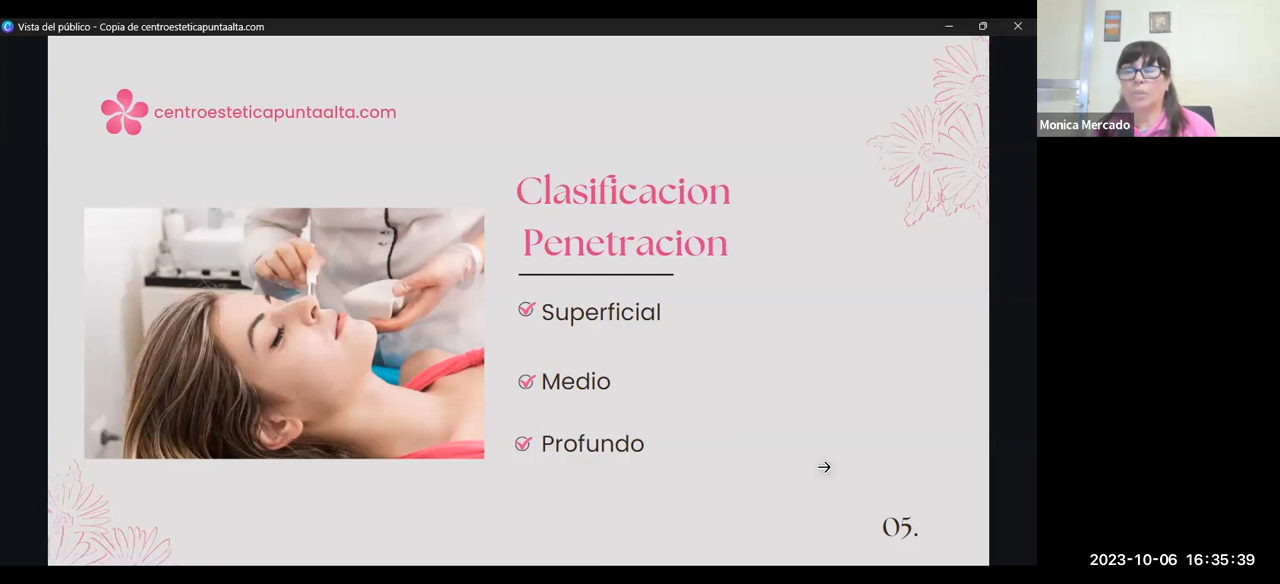 Vista del público - Copia de centroesteticapuntaalta.com
centroesteticapuntaalta.com
Monica Mercado
Clasificacion
Penetracion
Superficial
Medio
Profundo
05.
2023-10-06 16:35:39